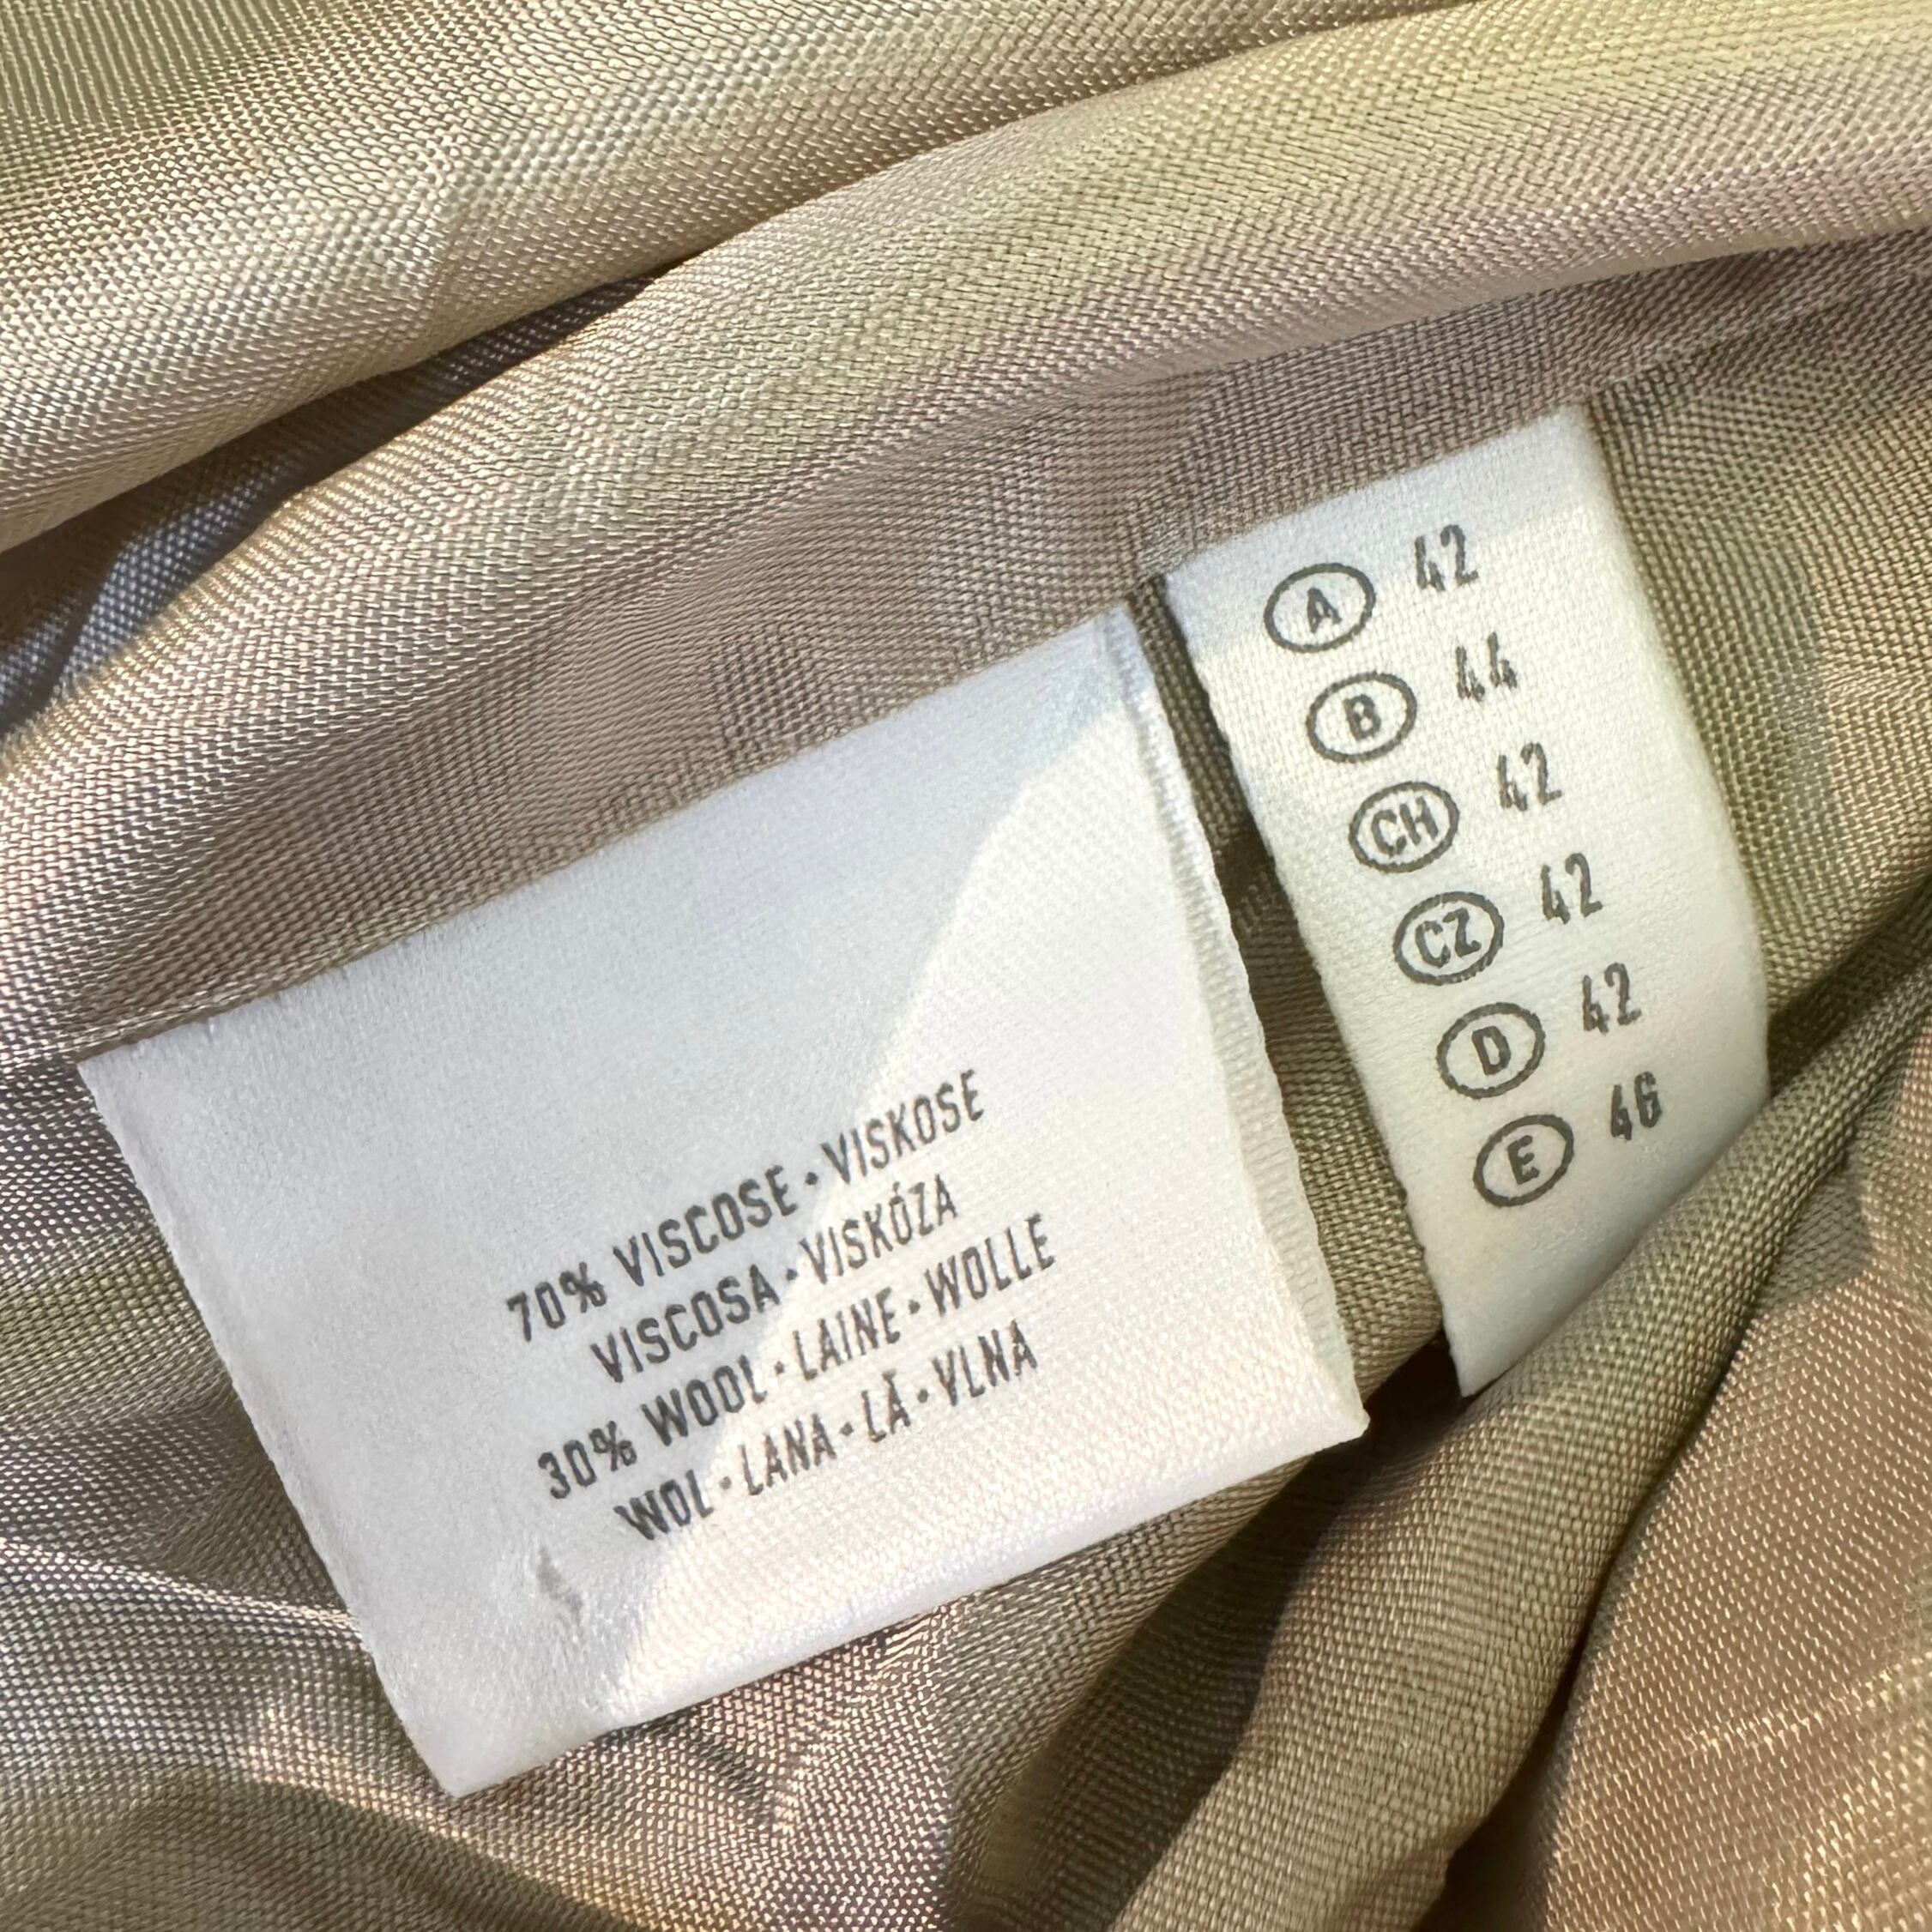 70% VISCOSE · VISKOSE
VISCOSA · VISKÓZA
30% WOOL · LAINE · WOLLE
WOL · LANA · LÃ · VLNA
A 42
B 44
CH 42
CZ 42
D 42
E 46